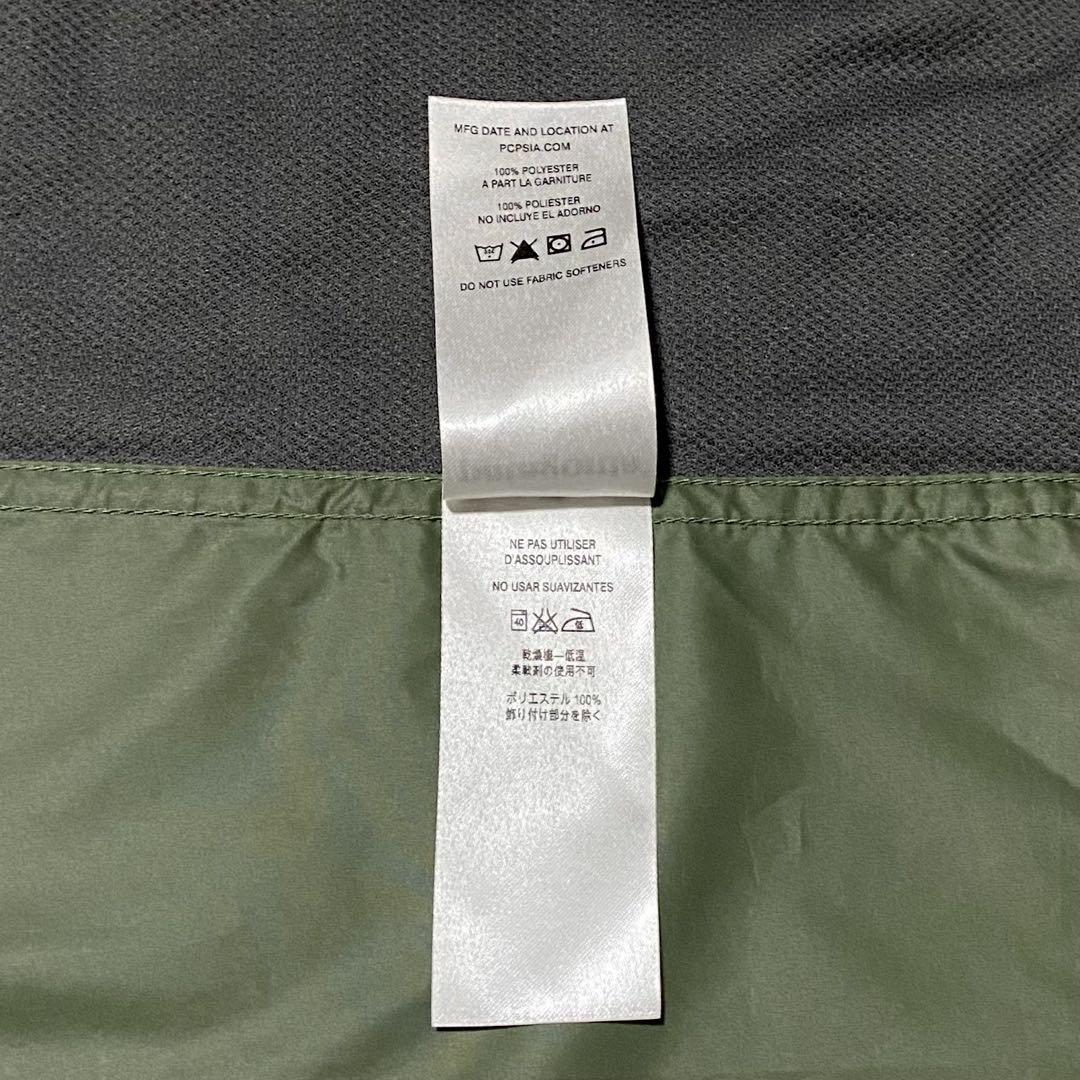 MFG DATE AND LOCATION AT
PCPSIA.COM
100% POLYESTER
A PART LA GARNITURE
100% POLIESTER
NO INCLUYE EL ADORNO
DO NOT USE FABRIC SOFTENERS
NE PAS UTILISER
D'ASSOUPLISSANT
NO USAR SUAVIZANTES
40 低
乾燥機—低温
柔軟剤の使用不可
ポリエステル 100%
飾り付け部分を除く